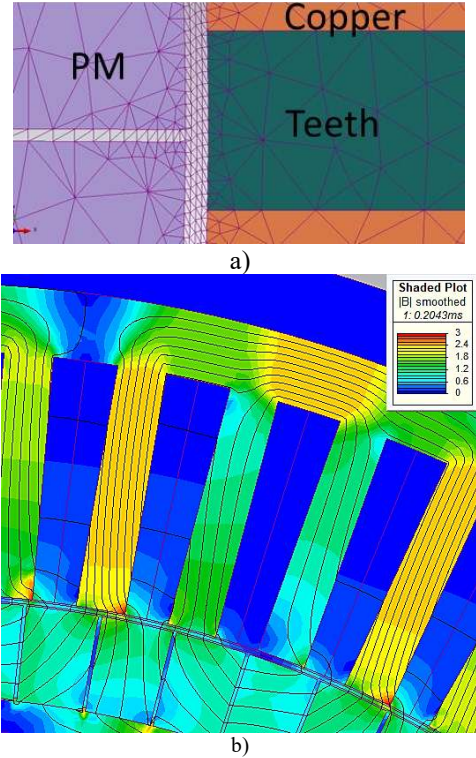 Copper
PM
Teeth
a)
Shaded Plot
|B| smoothed
1: 0.2043ms
3
2.4
1.8
1.2
0.6
0
b)